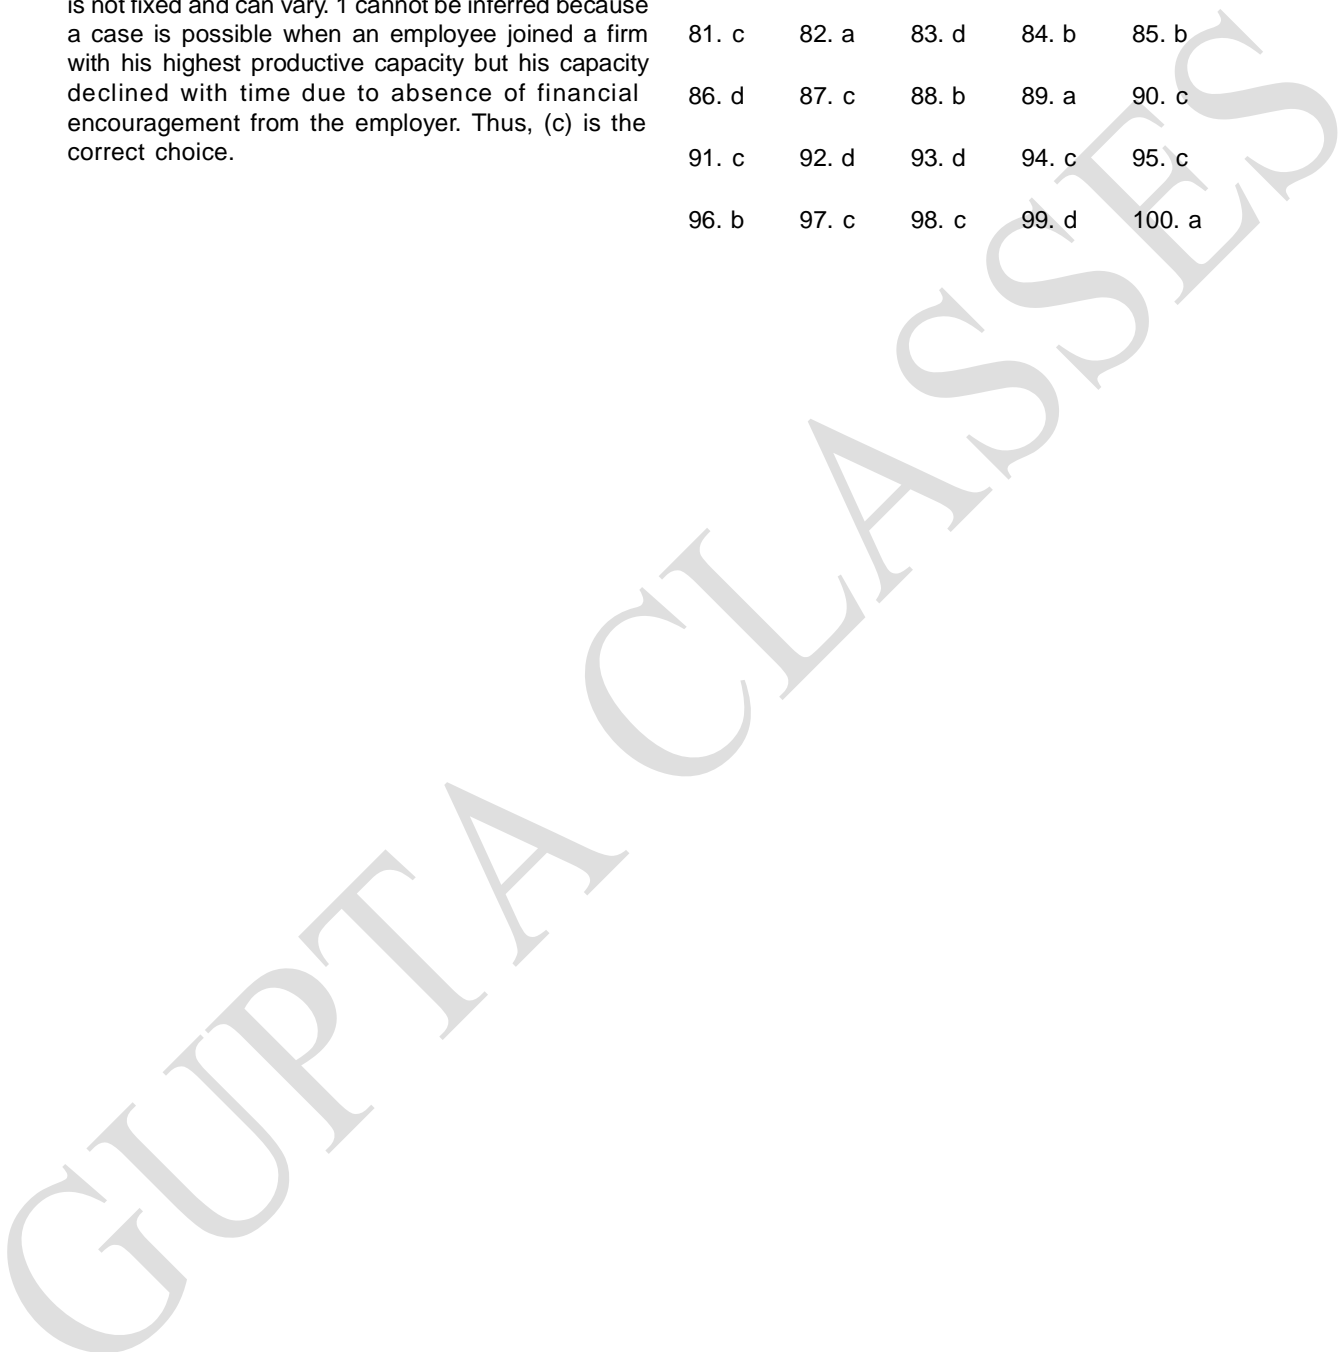 is not fixed and can vary. 1 cannot be inferred because
a case is possible when an employee joined a firm
with his highest productive capacity but his capacity
declined with time due to absence of financial
encouragement from the employer. Thus, (c) is the
correct choice.
81. c 82. a 83. d 84. b 85. b
86. d 87. c 88. b 89. a 90. c
91. c 92. d 93. d 94. c 95. c
96. b 97. c 98. c 99. d 100. a
GUPTA CLASSES